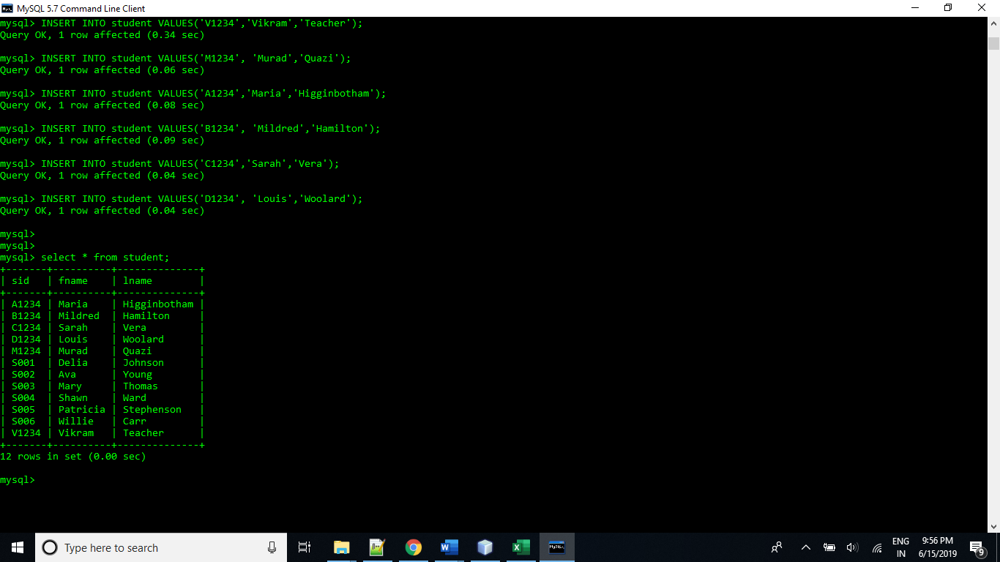 MySQL 5.7 Command Line Client
mysql> INSERT INTO student VALUES('V1234','Vikram','Teacher');
Query OK, 1 row affected (0.34 sec)
mysql> INSERT INTO student VALUES('M1234', 'Murad','Quazi');
Query OK, 1 row affected (0.06 sec)
mysql> INSERT INTO student VALUES('A1234','Maria','Higginbotham');
Query OK, 1 row affected (0.08 sec)
mysql> INSERT INTO student VALUES('B1234', 'Mildred','Hamilton');
Query OK, 1 row affected (0.09 sec)
mysql> INSERT INTO student VALUES('C1234','Sarah','Vera');
Query OK, 1 row affected (0.04 sec)
mysql> INSERT INTO student VALUES('D1234', 'Louis','Woolard');
Query OK, 1 row affected (0.04 sec)
mysql>
mysql>
mysql> select * from student;
+-------+----------+--------------+
| sid   | fname    | lname        |
+-------+----------+--------------+
| A1234 | Maria    | Higginbotham |
| B1234 | Mildred  | Hamilton     |
| C1234 | Sarah    | Vera         |
| D1234 | Louis    | Woolard      |
| M1234 | Murad    | Quazi        |
| S001  | Delia    | Johnson      |
| S002  | Ava      | Young        |
| S003  | Mary     | Thomas       |
| S004  | Shawn    | Ward         |
| S005  | Patricia | Stephenson   |
| S006  | Willie   | Carr         |
| V1234 | Vikram   | Teacher      |
+-------+----------+--------------+
12 rows in set (0.00 sec)
mysql>
Type here to search
ENG
IN
9:56 PM
6/15/2019
9